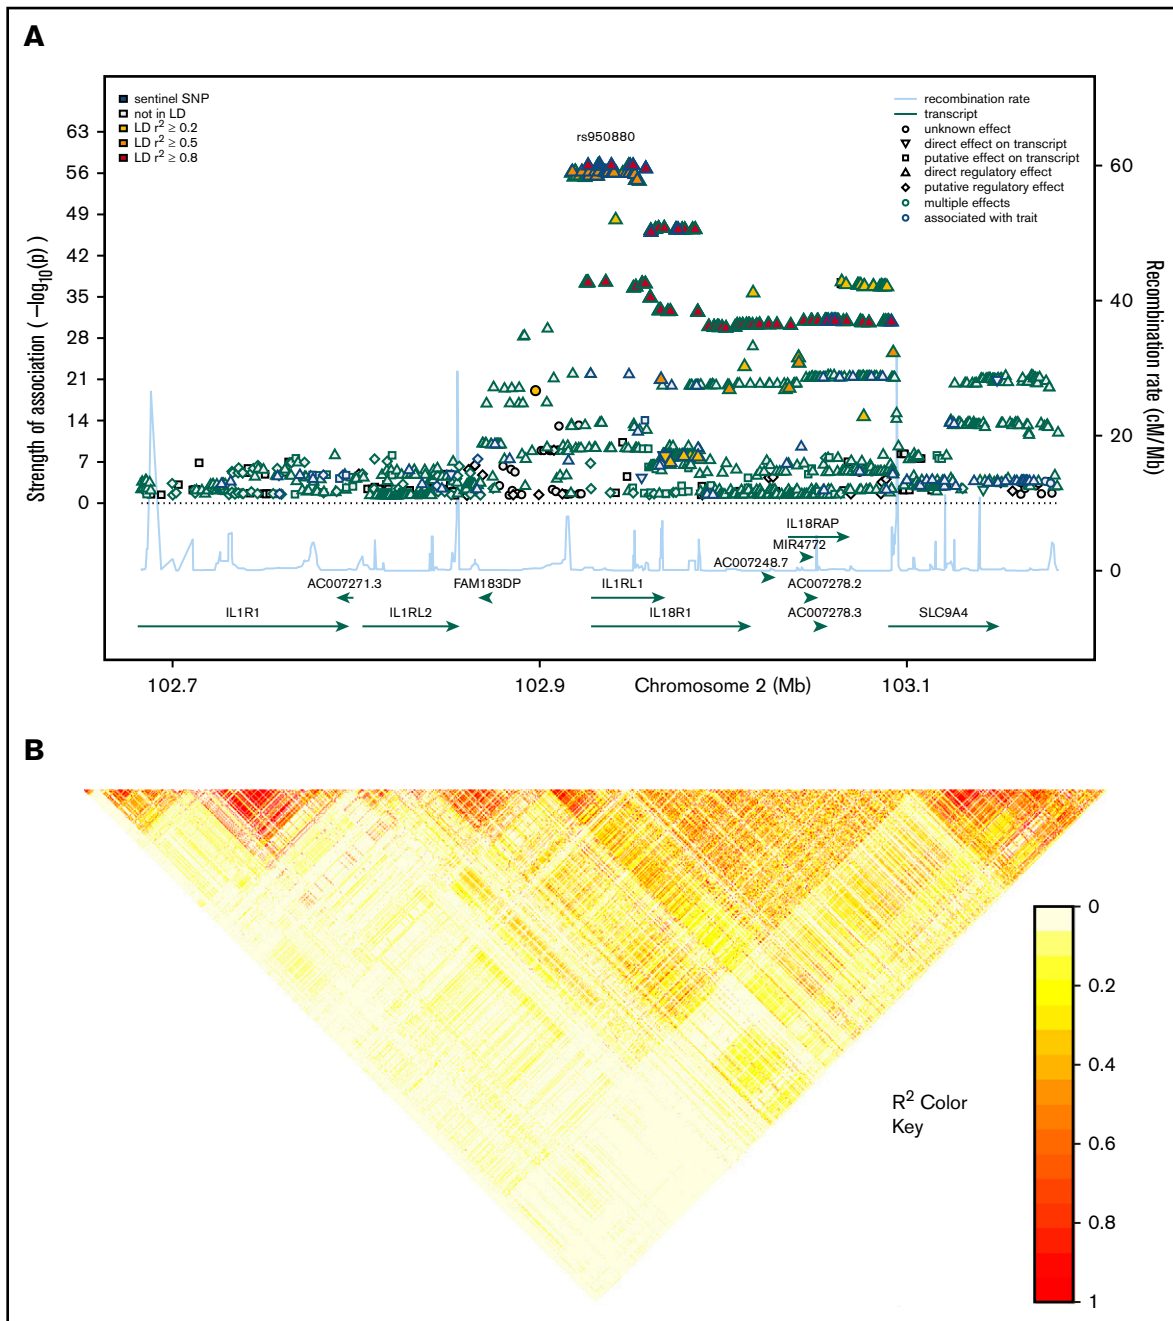 A
sentinel SNP
not in LD
LD r² ≥ 0.2
LD r² ≥ 0.5
LD r² ≥ 0.8
rs950880
recombination rate
transcript
unknown effect
direct effect on transcript
putative effect on transcript
direct regulatory effect
putative regulatory effect
multiple effects
associated with trait
Strength of association ( −log10(p) )
63
56
49
42
35
28
21
14
7
0
Recombination rate (cM/Mb)
60
40
20
0
IL18RAP
MIR4772
AC007248.7
AC007271.3
FAM183DP
IL1RL1
AC007278.2
IL1R1
IL1RL2
IL18R1
AC007278.3
SLC9A4
102.7
102.9
Chromosome 2 (Mb)
103.1
B
R² Color
Key
0
0.2
0.4
0.6
0.8
1